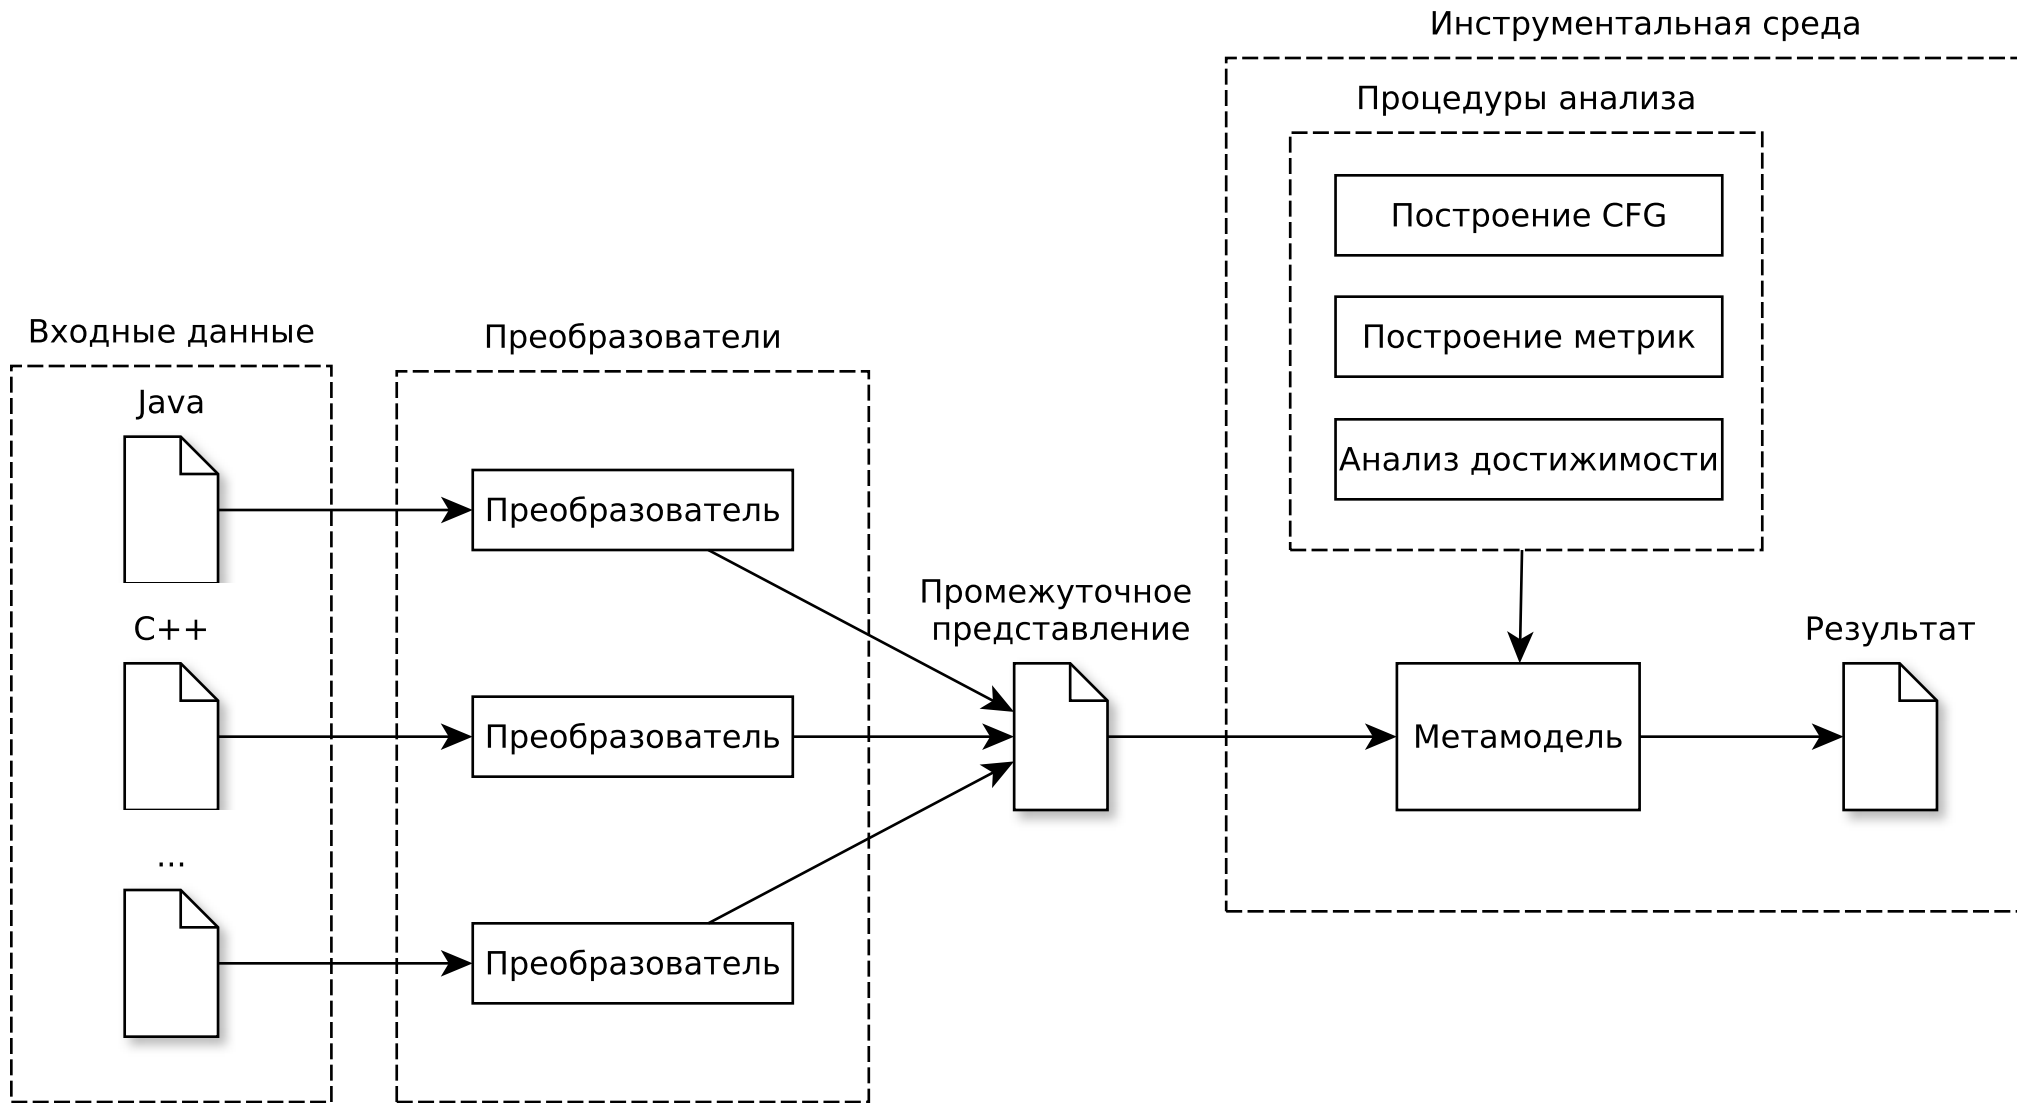 Инструментальная среда
Процедуры анализа
Построение CFG
Построение метрик
Анализ достижимости
Входные данные
Java
C++
...
Преобразователи
Преобразователь
Преобразователь
Преобразователь
Промежуточное
представление
Метамодель
Результат